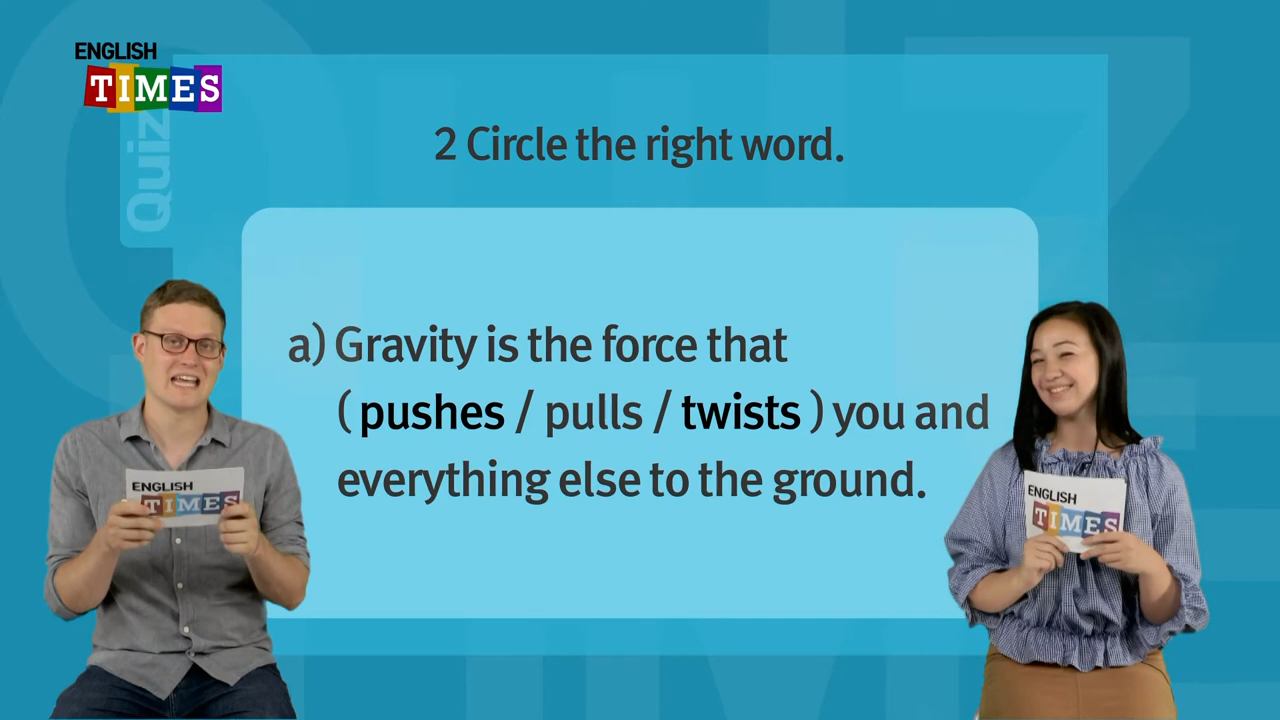 ENGLISH
TIMES
Quiz
2 Circle the right word.
a) Gravity is the force that
( pushes / pulls / twists ) you and
everything else to the ground.
ENGLISH
TIMES
ENGLISH
TIMES